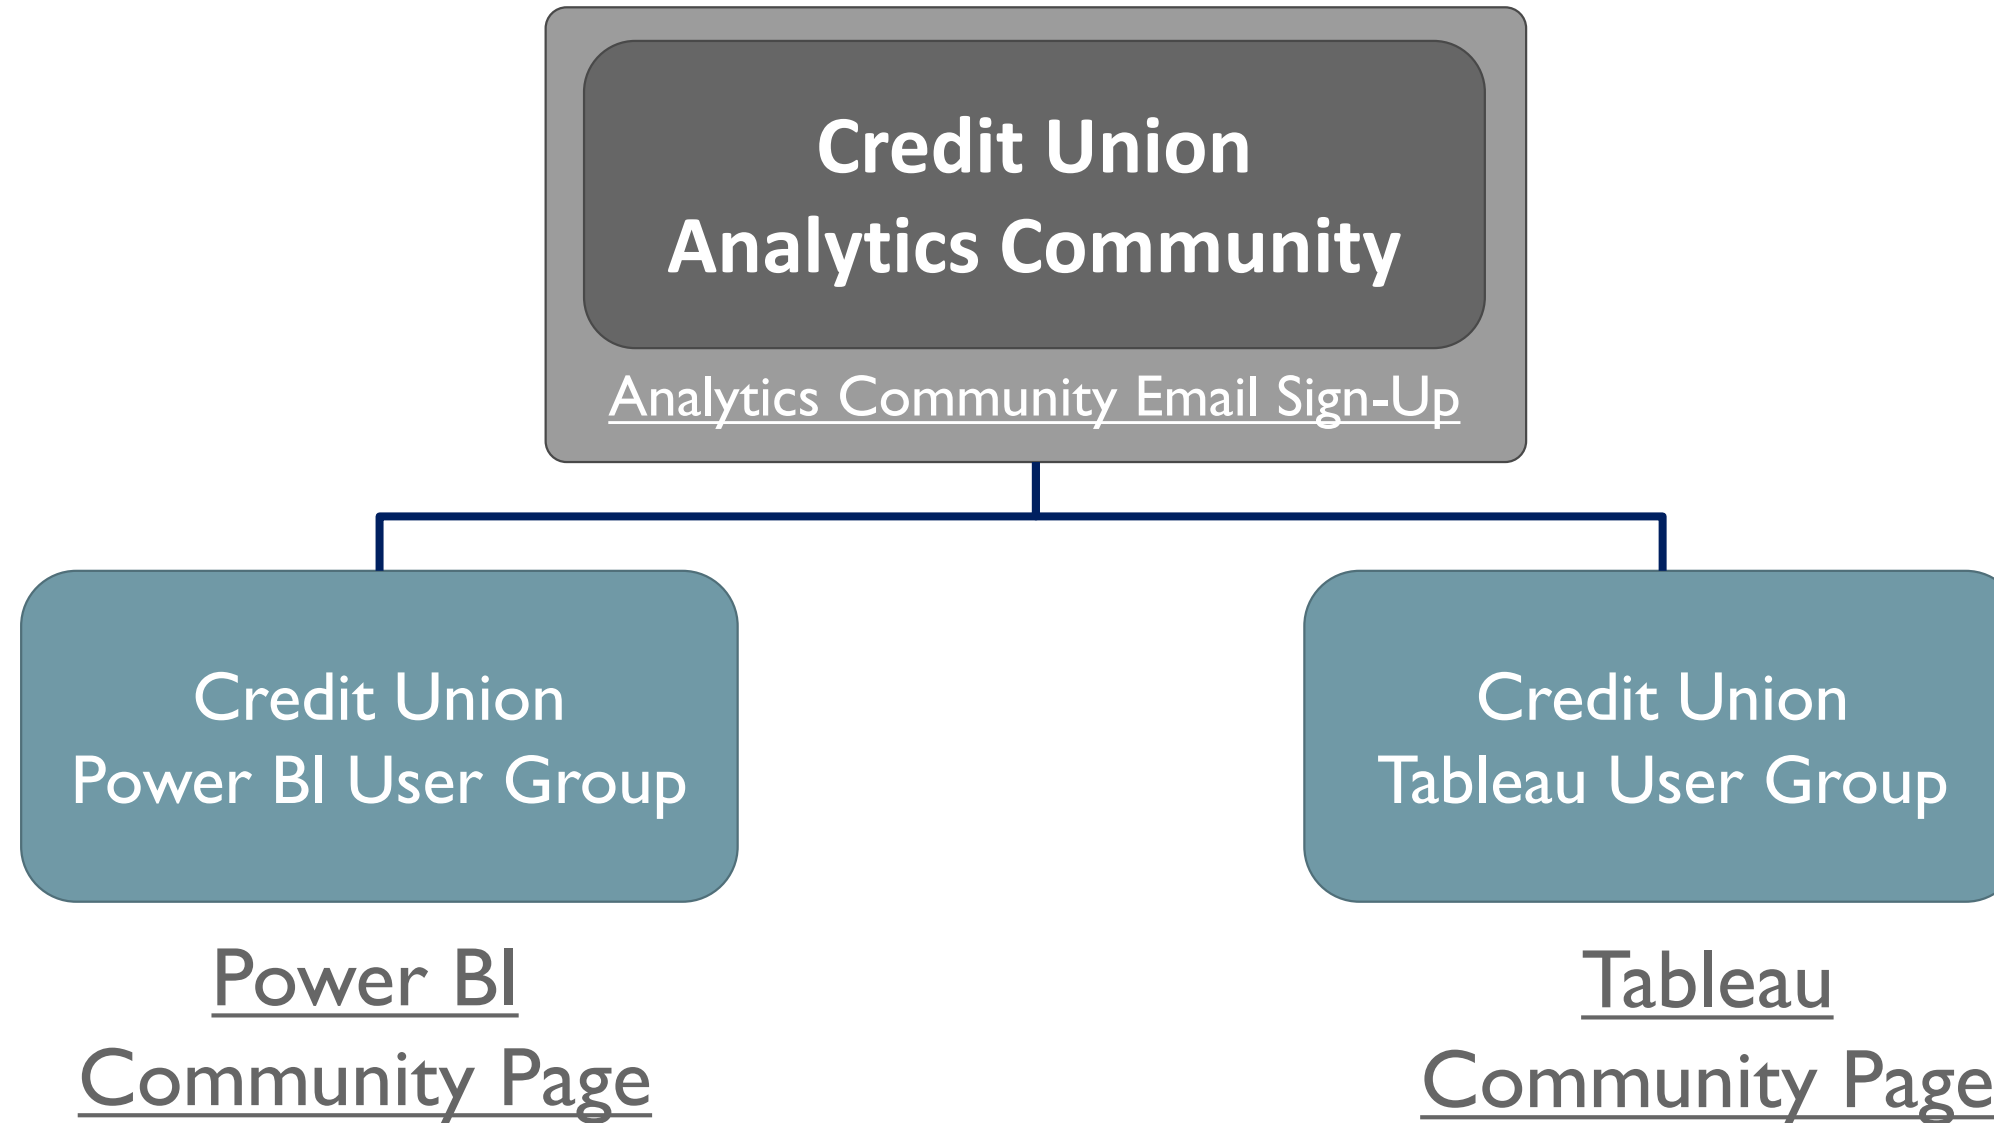 Credit Union
Analytics Community
Analytics Community Email Sign-Up
Credit Union
Power BI User Group
Credit Union
Tableau User Group
Power BI
Community Page
Tableau
Community Page